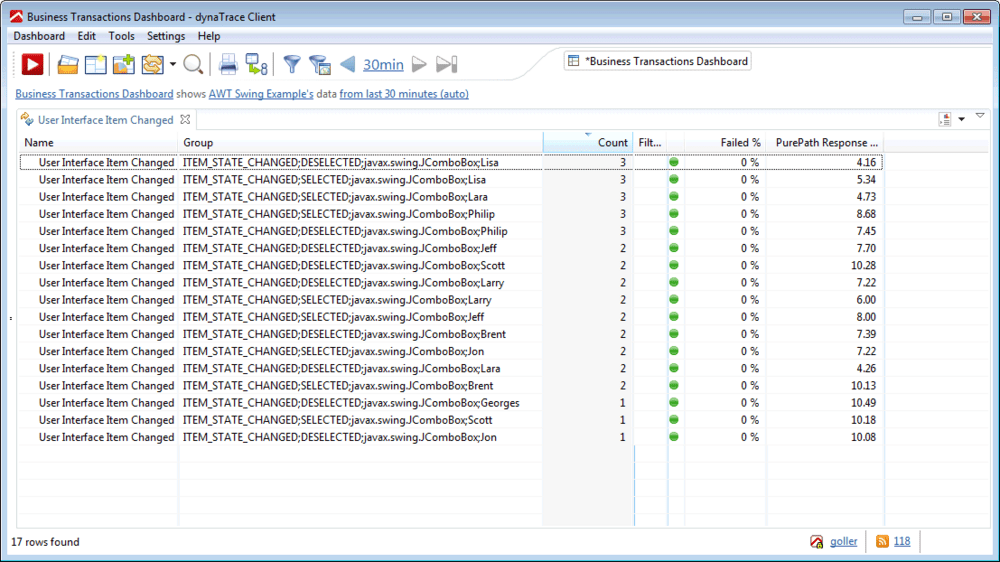 Business Transactions Dashboard - dynaTrace Client
Dashboard Edit Tools Settings Help
8 30min *Business Transactions Dashboard
Business Transactions Dashboard shows AWT Swing Example's data from last 30 minutes (auto)
User Interface Item Changed
Name Group Count Filt... Failed % PurePath Response ...
User Interface Item Changed ITEM_STATE_CHANGED;DESELECTED;javax.swing.JComboBox;Lisa 3 0 % 4.16
User Interface Item Changed ITEM_STATE_CHANGED;SELECTED;javax.swing.JComboBox;Lisa 3 0 % 5.34
User Interface Item Changed ITEM_STATE_CHANGED;SELECTED;javax.swing.JComboBox;Lara 3 0 % 4.73
User Interface Item Changed ITEM_STATE_CHANGED;SELECTED;javax.swing.JComboBox;Philip 3 0 % 8.68
User Interface Item Changed ITEM_STATE_CHANGED;DESELECTED;javax.swing.JComboBox;Philip 3 0 % 7.45
User Interface Item Changed ITEM_STATE_CHANGED;DESELECTED;javax.swing.JComboBox;Jeff 2 0 % 7.70
User Interface Item Changed ITEM_STATE_CHANGED;DESELECTED;javax.swing.JComboBox;Scott 2 0 % 10.28
User Interface Item Changed ITEM_STATE_CHANGED;DESELECTED;javax.swing.JComboBox;Larry 2 0 % 7.22
User Interface Item Changed ITEM_STATE_CHANGED;SELECTED;javax.swing.JComboBox;Larry 2 0 % 6.00
User Interface Item Changed ITEM_STATE_CHANGED;SELECTED;javax.swing.JComboBox;Jeff 2 0 % 8.00
User Interface Item Changed ITEM_STATE_CHANGED;DESELECTED;javax.swing.JComboBox;Brent 2 0 % 7.39
User Interface Item Changed ITEM_STATE_CHANGED;SELECTED;javax.swing.JComboBox;Jon 2 0 % 7.22
User Interface Item Changed ITEM_STATE_CHANGED;DESELECTED;javax.swing.JComboBox;Lara 2 0 % 4.26
User Interface Item Changed ITEM_STATE_CHANGED;SELECTED;javax.swing.JComboBox;Brent 2 0 % 10.13
User Interface Item Changed ITEM_STATE_CHANGED;DESELECTED;javax.swing.JComboBox;Georges 1 0 % 10.49
User Interface Item Changed ITEM_STATE_CHANGED;SELECTED;javax.swing.JComboBox;Scott 1 0 % 10.18
User Interface Item Changed ITEM_STATE_CHANGED;DESELECTED;javax.swing.JComboBox;Jon 1 0 % 10.08
17 rows found goller 118